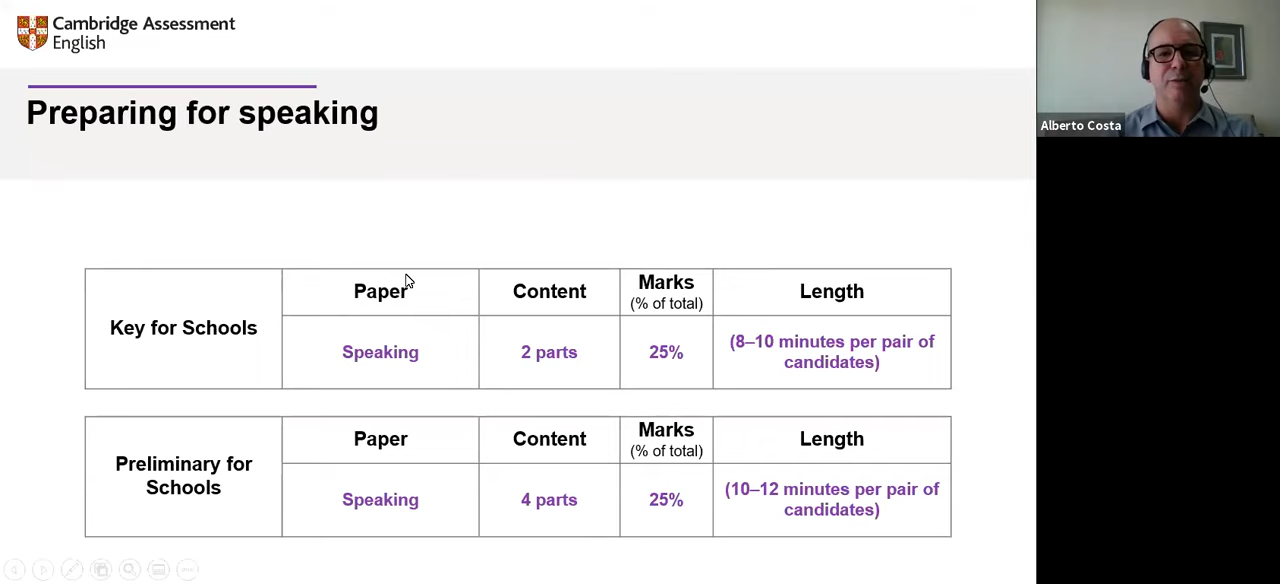 Cambridge Assessment
English
Preparing for speaking
Alberto Costa
Key for Schools
Paper
Content
Marks
(% of total)
Length
Speaking
2 parts
25%
(8–10 minutes per pair of
candidates)
Preliminary for
Schools
Paper
Content
Marks
(% of total)
Length
Speaking
4 parts
25%
(10–12 minutes per pair of
candidates)